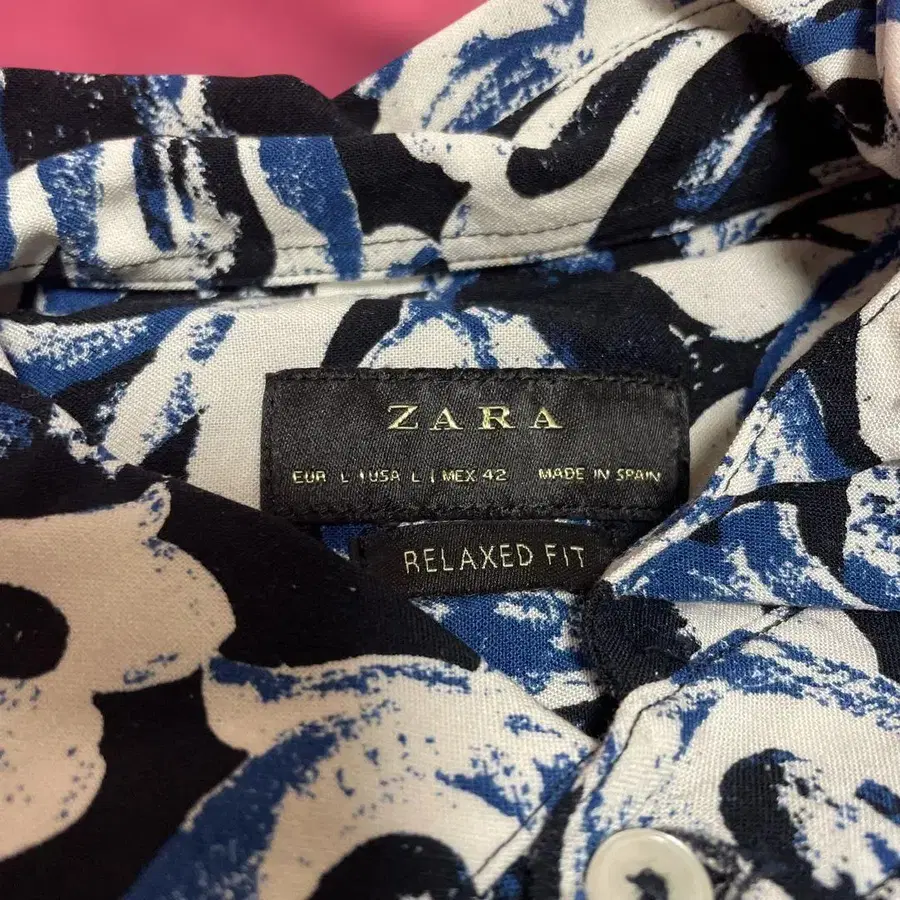 ZARA
EUR L | USA L | MEX 42 MADE IN SPAIN
RELAXED FIT